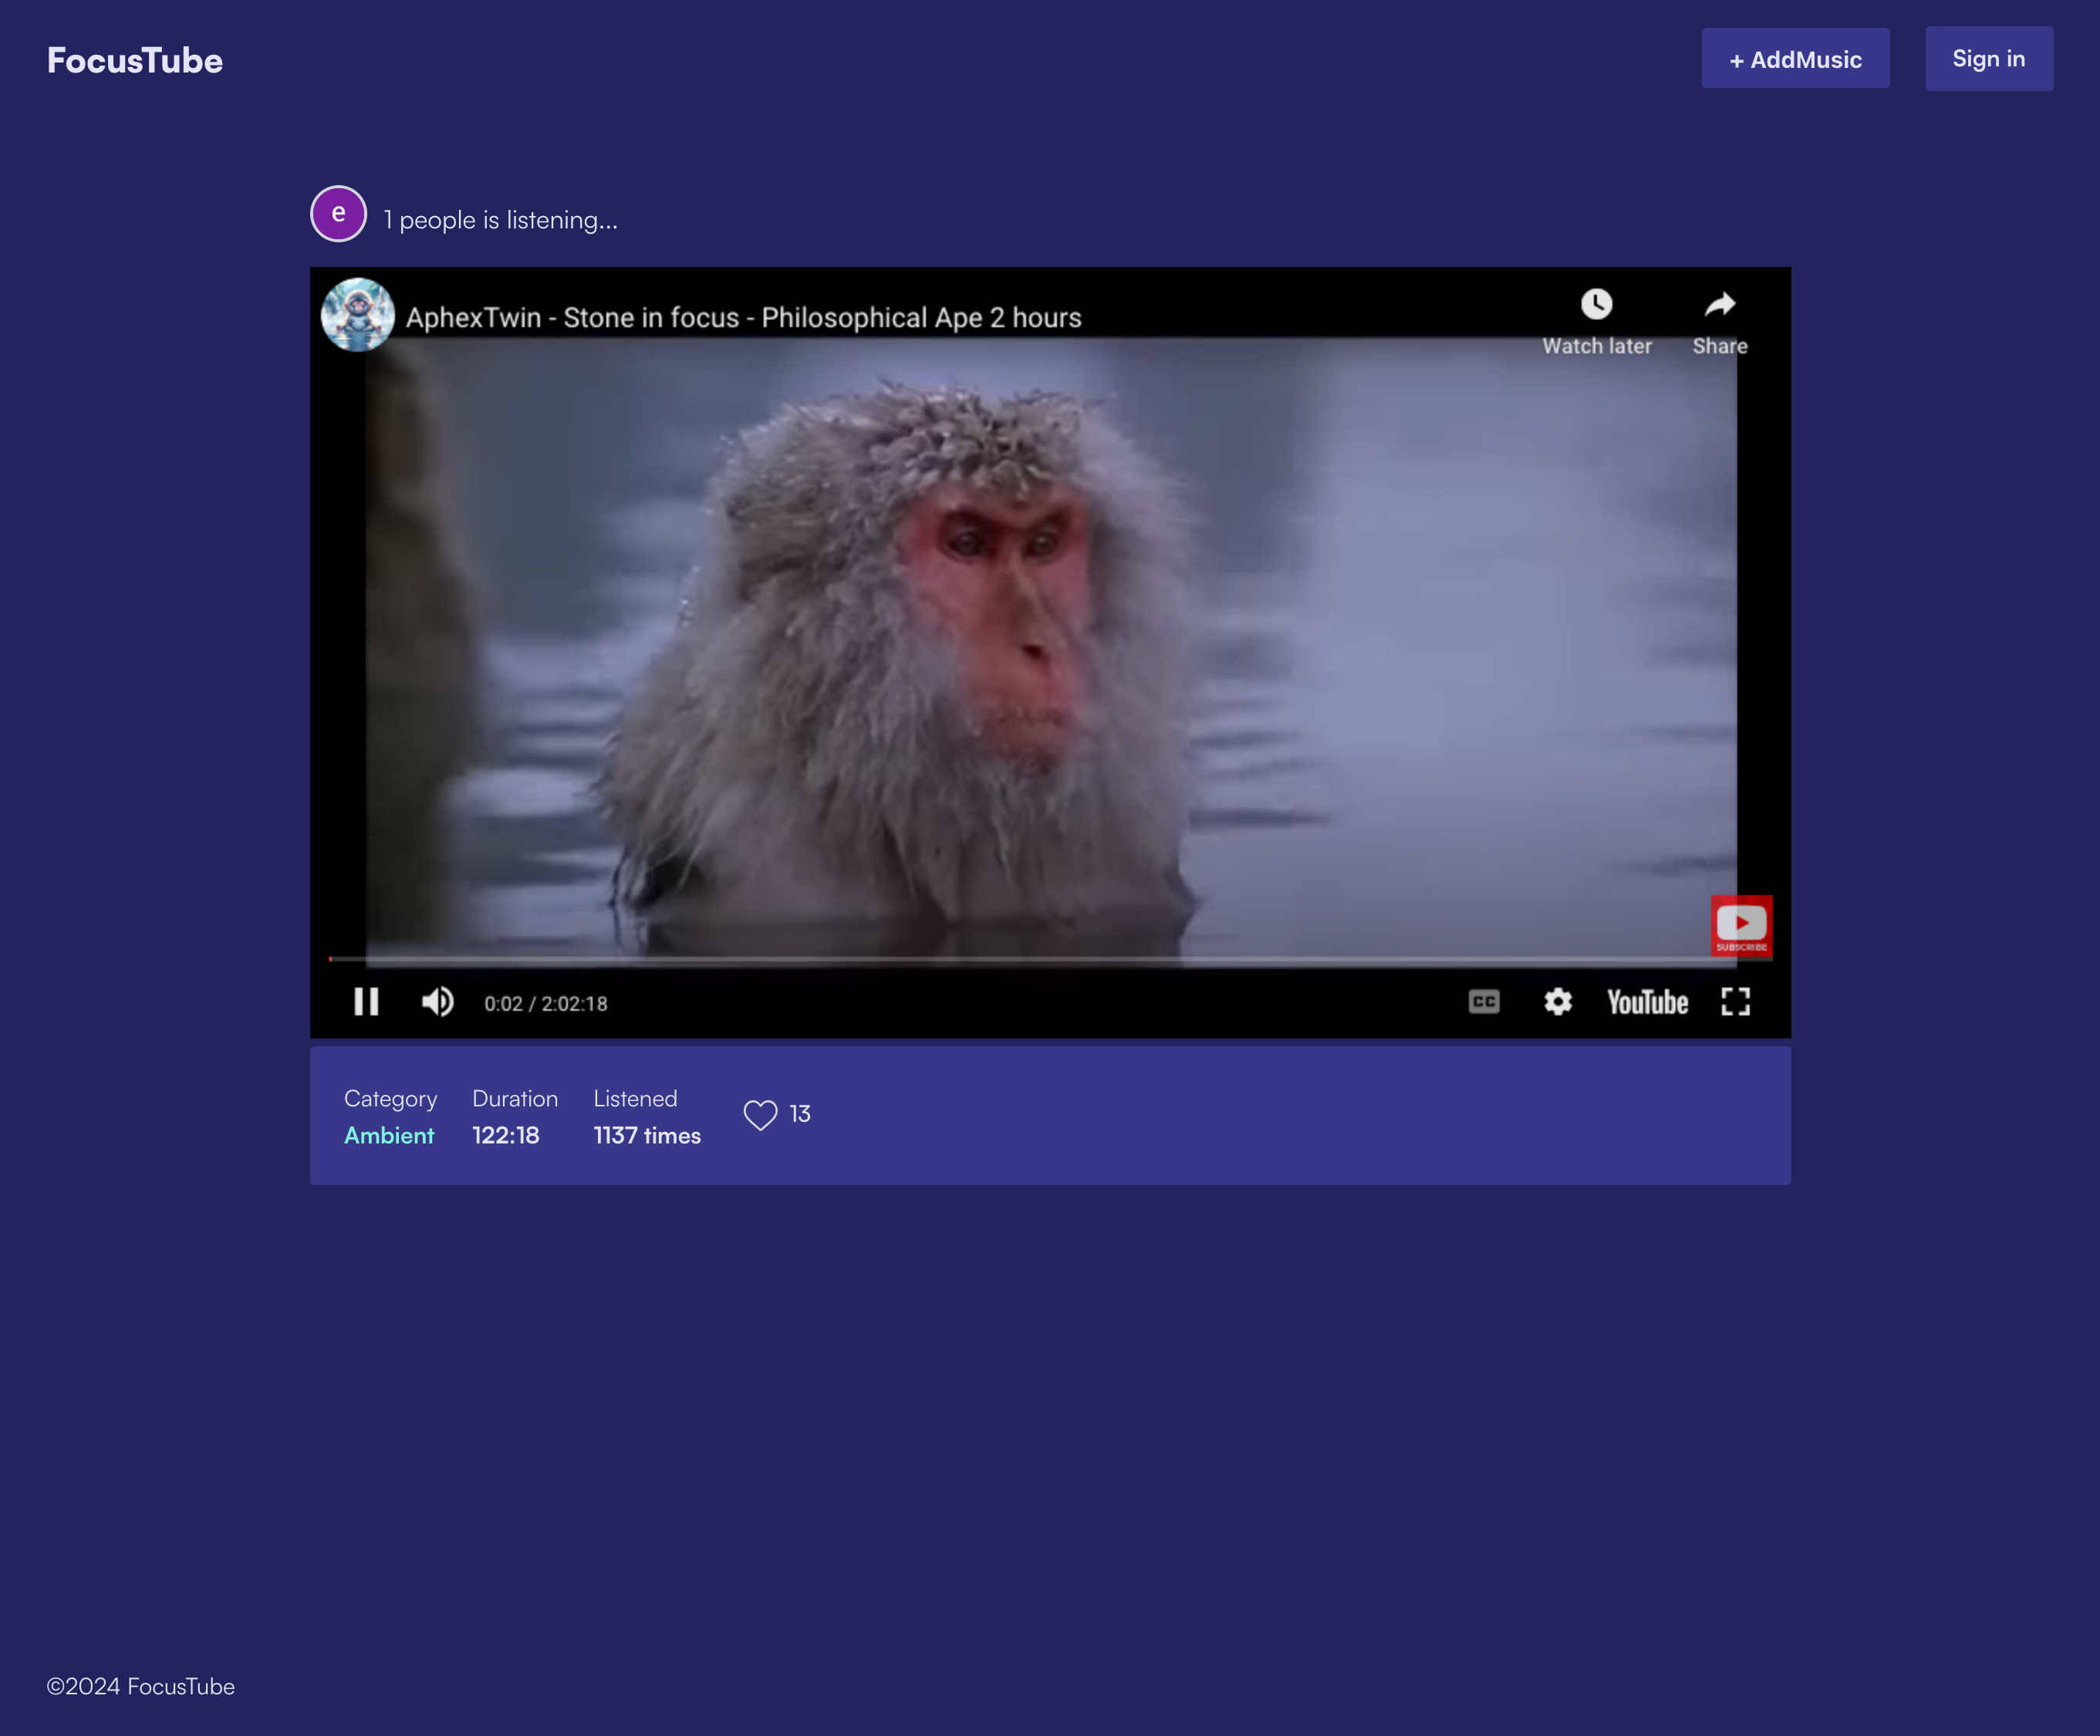 FocusTube
+ AddMusic
Sign in
e
1 people is listening...
AphexTwin - Stone in focus - Philosophical Ape 2 hours
Watch later
Share
SUBSCRIBE
0:02 / 2:02:18
CC
YouTube
Category
Duration
Listened
Ambient
122:18
1137 times
13
©2024 FocusTube